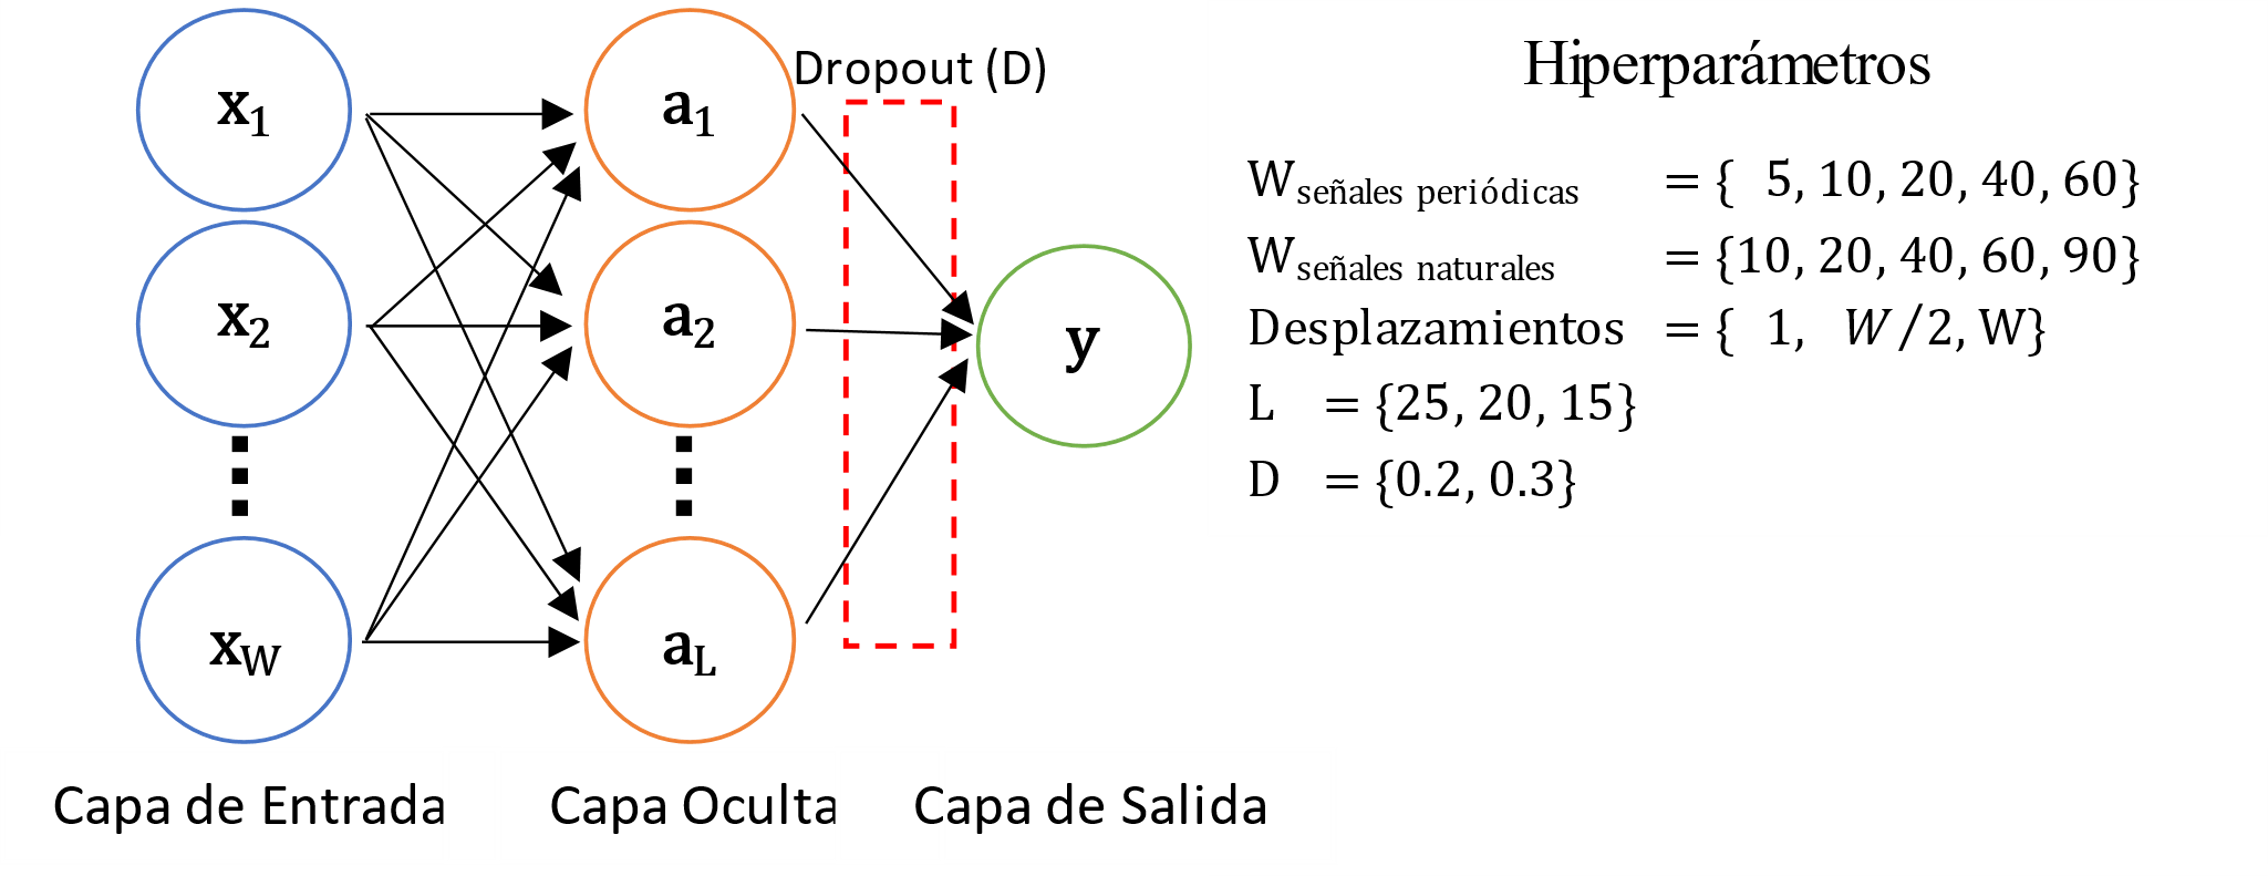 x1
a1
Dropout (D)
x2
a2
y
xW
aL
Capa de Entrada
Capa Oculta
Capa de Salida
Hiperparámetros
Wseñales periódicas = { 5, 10, 20, 40, 60}
Wseñales naturales = {10, 20, 40, 60, 90}
Desplazamientos = { 1, W/2, W}
L = {25, 20, 15}
D = {0.2, 0.3}